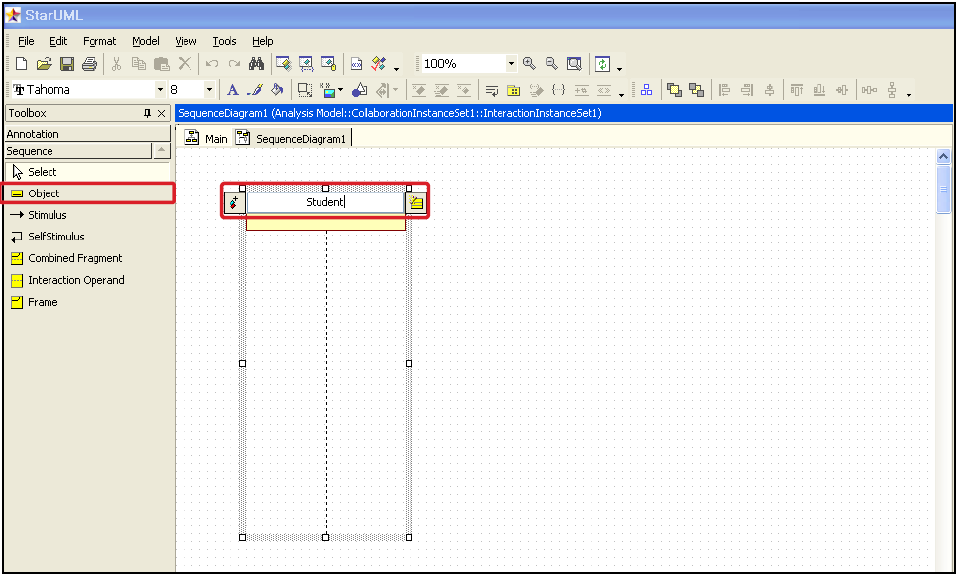 StarUML
File Edit Format Model View Tools Help
100%
Tahoma 8
Toolbox
SequenceDiagram1 (Analysis Model::ColaborationInstanceSet1::InteractionInstanceSet1)
Annotation
Sequence
Main SequenceDiagram1
Select
Object
Stimulus
SelfStimulus
Combined Fragment
Interaction Operand
Frame
Student